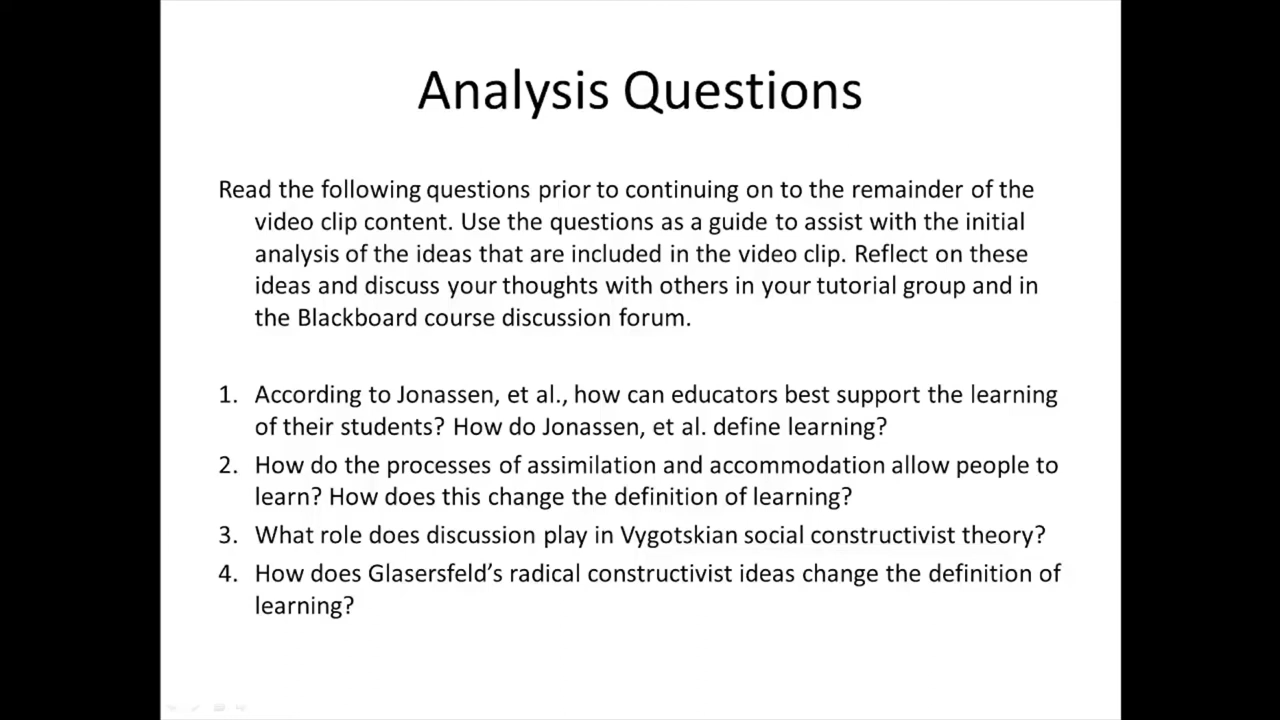 Analysis Questions
Read the following questions prior to continuing on to the remainder of the
video clip content. Use the questions as a guide to assist with the initial
analysis of the ideas that are included in the video clip. Reflect on these
ideas and discuss your thoughts with others in your tutorial group and in
the Blackboard course discussion forum.
1. According to Jonassen, et al., how can educators best support the learning
of their students? How do Jonassen, et al. define learning?
2. How do the processes of assimilation and accommodation allow people to
learn? How does this change the definition of learning?
3. What role does discussion play in Vygotskian social constructivist theory?
4. How does Glasersfeld’s radical constructivist ideas change the definition of
learning?